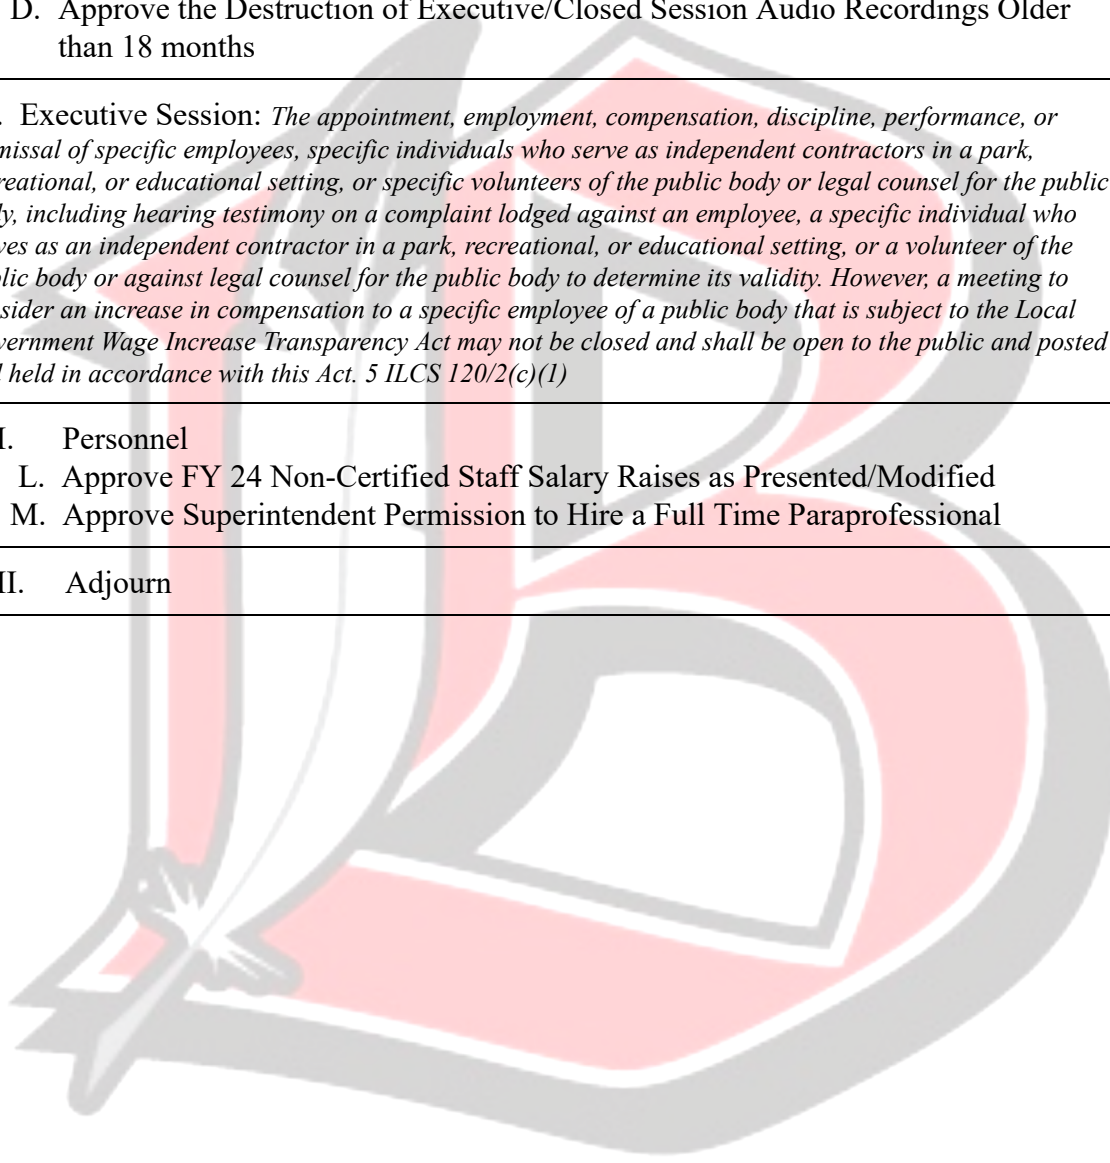 D. Approve the Destruction of Executive/Closed Session Audio Recordings Older
than 18 months
. Executive Session: The appointment, employment, compensation, discipline, performance, or
missal of specific employees, specific individuals who serve as independent contractors in a park,
reational, or educational setting, or specific volunteers of the public body or legal counsel for the public
ly, including hearing testimony on a complaint lodged against an employee, a specific individual who
ves as an independent contractor in a park, recreational, or educational setting, or a volunteer of the
lic body or against legal counsel for the public body to determine its validity. However, a meeting to
sider an increase in compensation to a specific employee of a public body that is subject to the Local
vernment Wage Increase Transparency Act may not be closed and shall be open to the public and posted
l held in accordance with this Act. 5 ILCS 120/2(c)(1)
I. Personnel
L. Approve FY 24 Non-Certified Staff Salary Raises as Presented/Modified
M. Approve Superintendent Permission to Hire a Full Time Paraprofessional
II. Adjourn